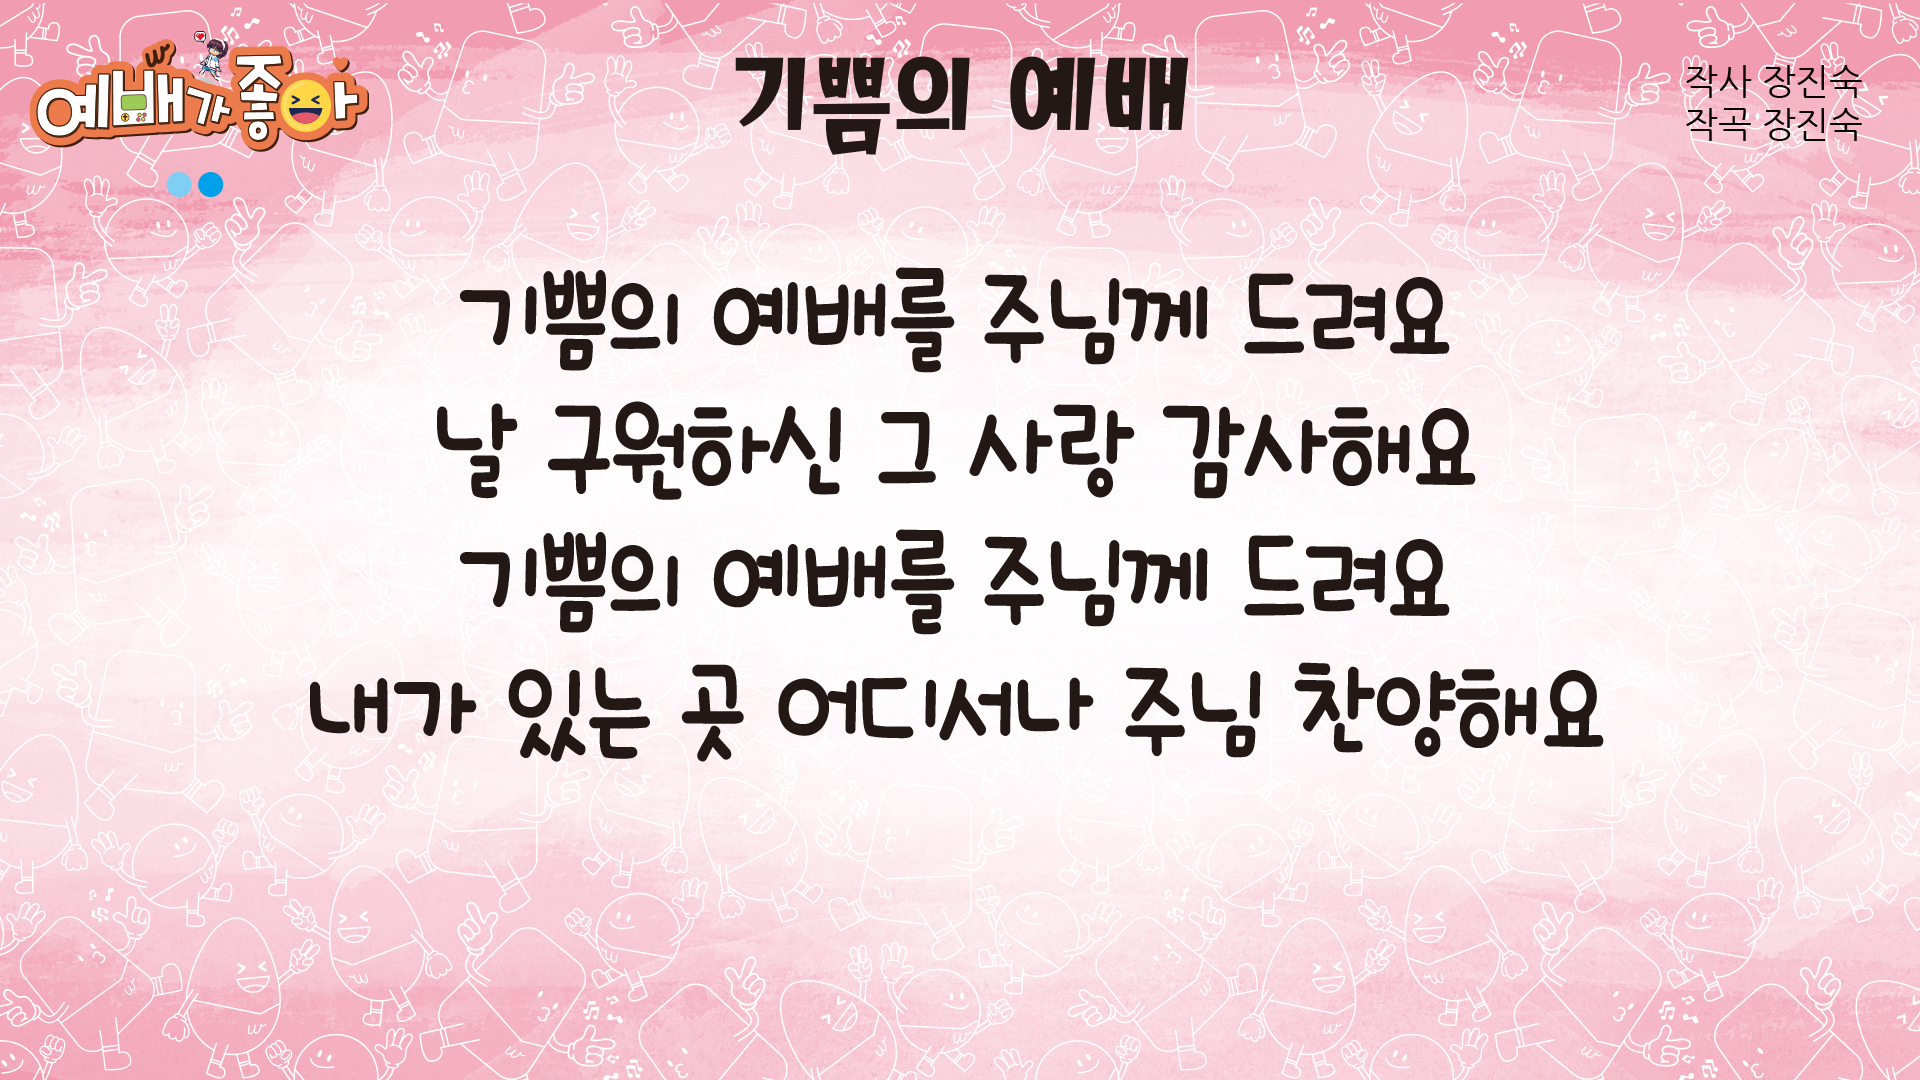 예배가 좋아
기쁨의 예배
작사 장진숙
작곡 장진숙
기쁨의 예배를 주님께 드려요
날 구원하신 그 사랑 감사해요
기쁨의 예배를 주님께 드려요
내가 있는 곳 어디서나 주님 찬양해요